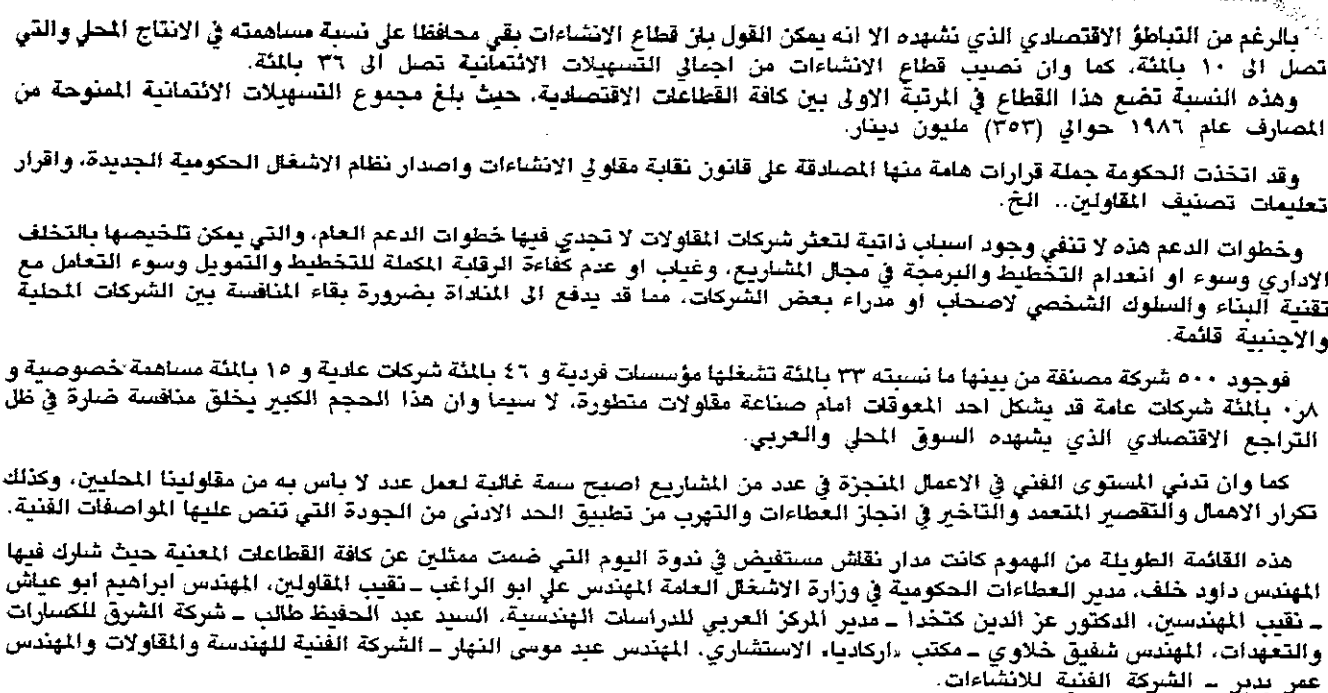 بالرغم من التباطؤ الاقتصادي الذي نشهده الا انه يمكن القول بان قطاع الانشاءات بقي محافظا على نسبة مساهمته في الانتاج المحلي والتي
تصل الى ١٠ بالمئة، كما وان نصيب قطاع الانشاءات من اجمالي التسهيلات الائتمانية تصل الى ٣٦ بالمئة.
وهذه النسبة تضع هذا القطاع في المرتبة الاولى بين كافة القطاعات الاقتصادية، حيث بلغ مجموع التسهيلات الائتمانية الممنوحة من
المصارف عام ١٩٨٦ حوالي (٣٥٣) مليون دينار.
وقد اتخذت الحكومة جملة قرارات هامة منها المصادقة على قانون نقابة مقاولي الانشاءات واصدار نظام الاشغال الحكومية الجديدة، واقرار
تعليمات تصنيف المقاولين.. الخ.
وخطوات الدعم هذه لا تنفي وجود اسباب ذاتية لتعثر شركات المقاولات لا تجدي فيها خطوات الدعم العام، والتي يمكن تلخيصها بالتخلف
الاداري وسوء او انعدام التخطيط والبرمجة في مجال المشاريع، وغياب او عدم كفاءة الرقابة المكملة للتخطيط والتمويل وسوء التعامل مع
تقنية البناء والسلوك الشخصي لاصحاب او مدراء بعض الشركات، مما قد يدفع الى المناداة بضرورة بقاء المنافسة بين الشركات المحلية
والاجنبية قائمة.
فوجود ٥٠٠ شركة مصنفة من بينها ما نسبته ٣٣ بالمئة تشغلها مؤسسات فردية و ٤٦ بالمئة شركات عادية و ١٥ بالمئة مساهمة خصوصية و
٨ر٠ بالمئة شركات عامة قد يشكل احد المعوقات امام صناعة مقاولات متطورة، لا سيما وان هذا الحجم الكبير يخلق منافسة ضارة في ظل
التراجع الاقتصادي الذي يشهده السوق المحلي والعربي.
كما وان تدني المستوى الفني في الاعمال المنجزة في عدد من المشاريع اصبح سمة غالبة لعمل عدد لا باس به من مقاولينا المحليين، وكذلك
تكرار الاهمال والتقصير المتعمد والتاخير في انجاز العطاءات والتهرب من تطبيق الحد الادنى من الجودة التي تنص عليها المواصفات الفنية.
هذه القائمة الطويلة من الهموم كانت مدار نقاش مستفيض في ندوة اليوم التي ضمت ممثلين عن كافة القطاعات المعنية حيث شارك فيها
المهندس داود خلف، مدير العطاءات الحكومية في وزارة الاشغال العامة المهندس علي ابو الراغب ـ نقيب المقاولين، المهندس ابراهيم ابو عياش
ـ نقيب المهندسين، الدكتور عز الدين كتخدا ـ مدير المركز العربي للدراسات الهندسية، السيد عبد الحفيظ طالب ـ شركة الشرق للكسارات
والتعهدات، المهندس شفيق خلاوي ـ مكتب «اركاديا» الاستشاري، المهندس عيد موسى النهار ـ الشركة الفنية للهندسة والمقاولات والمهندس
عمر بدير ـ الشركة الفنية للانشاءات.